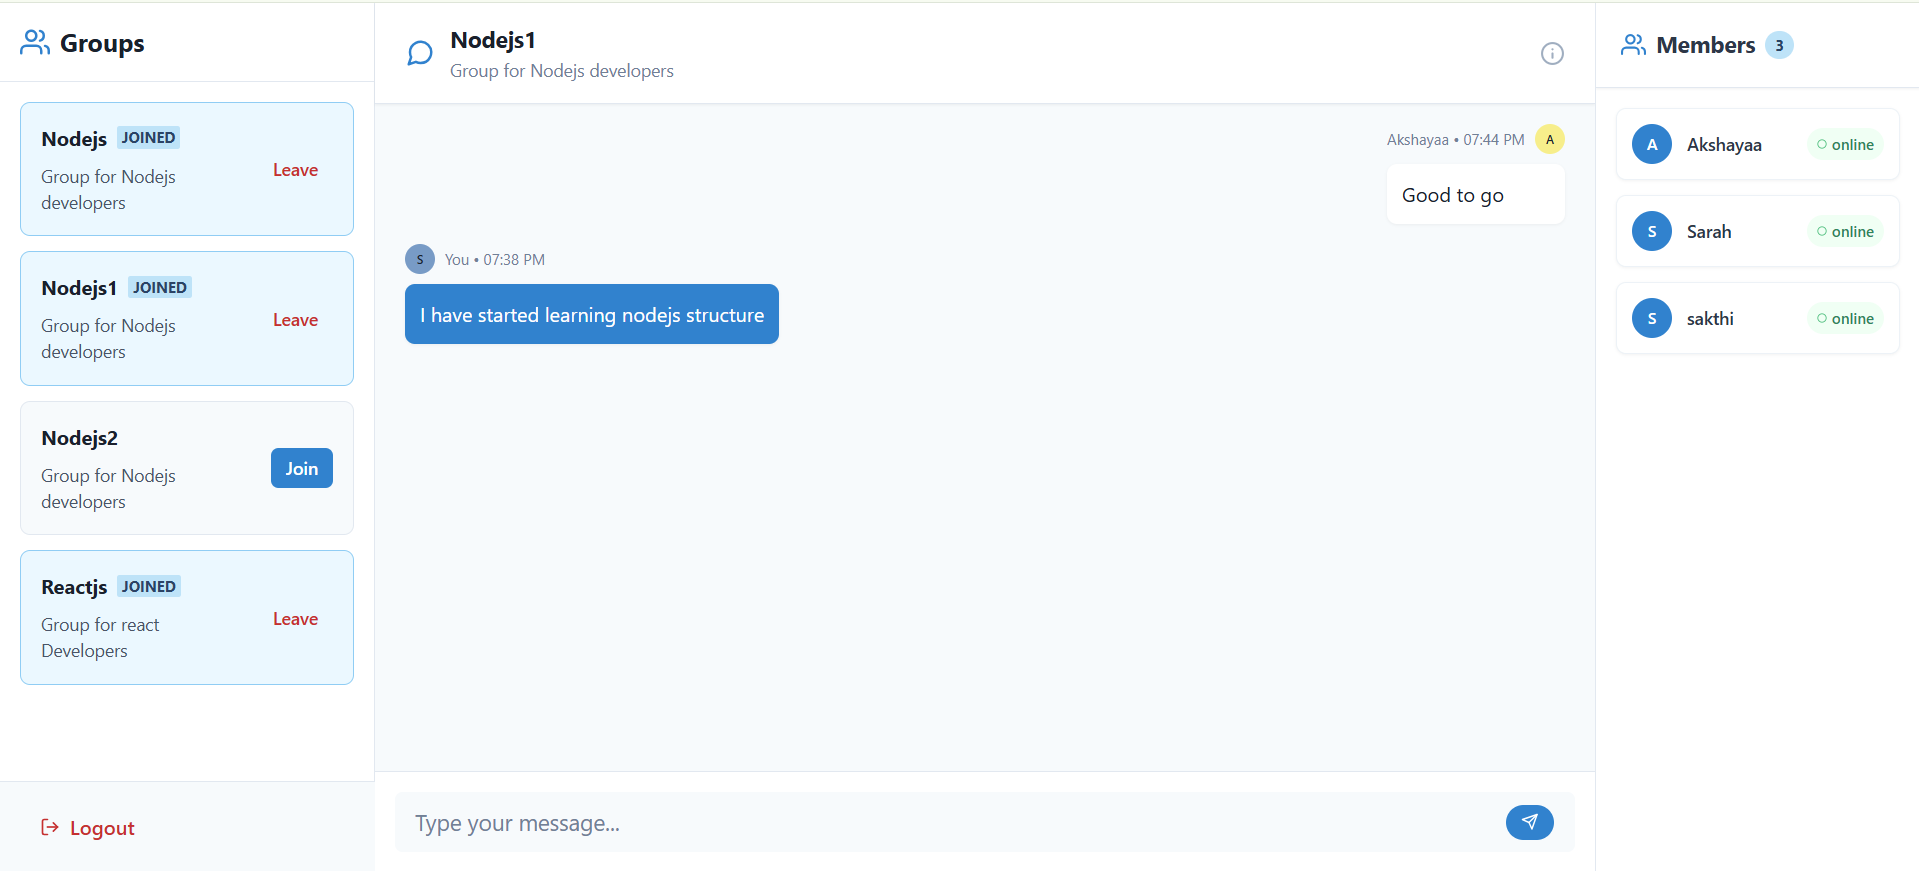 Groups
Nodejs JOINED
Group for Nodejs
developers
Leave
Nodejs1 JOINED
Group for Nodejs
developers
Leave
Nodejs2
Group for Nodejs
developers
Join
Reactjs JOINED
Group for react
Developers
Leave
Logout
Nodejs1
Group for Nodejs developers
Akshayaa • 07:44 PM A
Good to go
S You • 07:38 PM
I have started learning nodejs structure
Type your message...
Members 3
A Akshayaa online
S Sarah online
S sakthi online